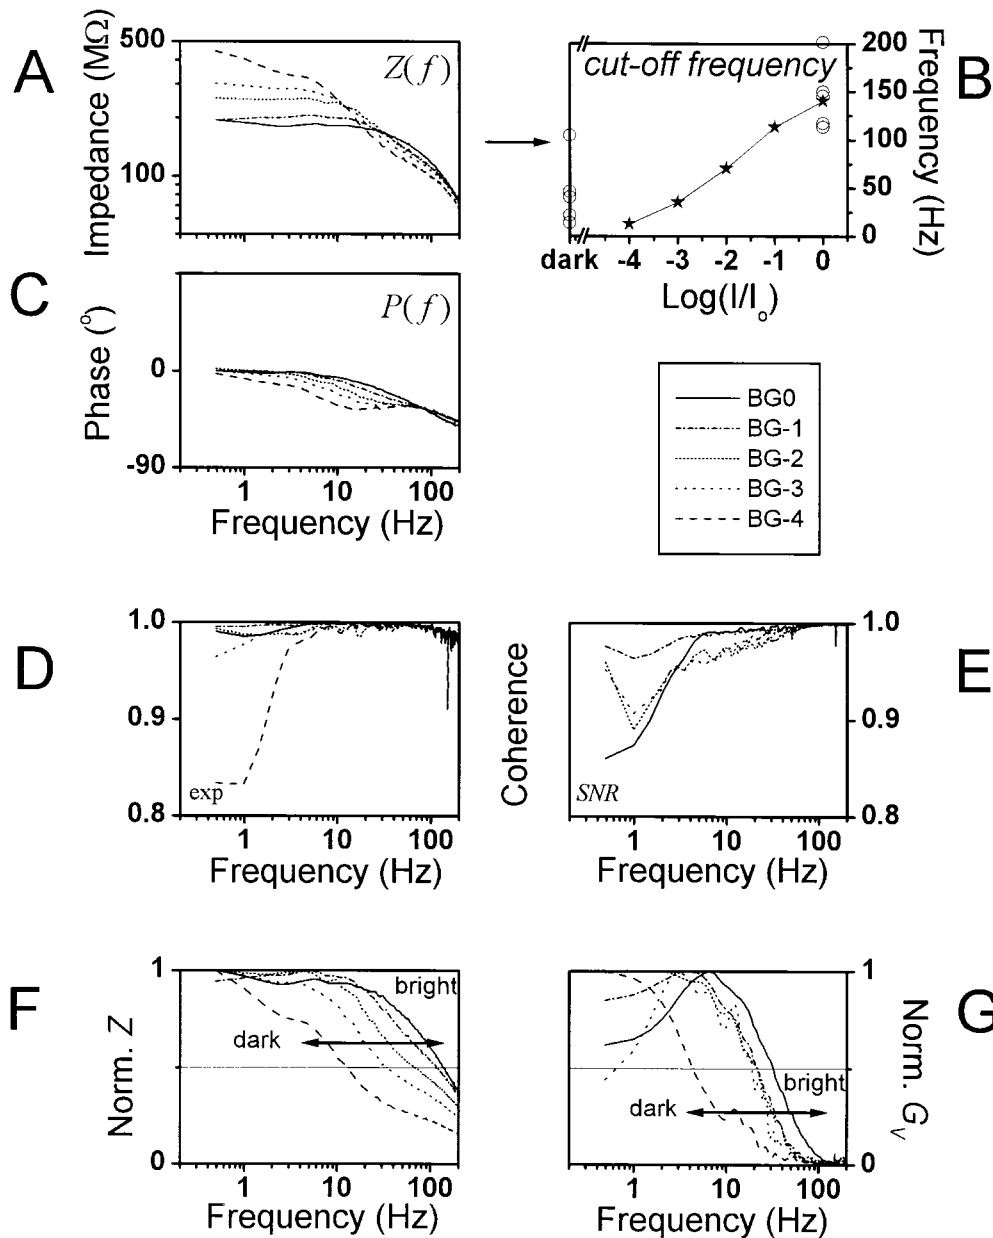 A
Impedance (MΩ)
500
100
Z(f)
B
cut-off frequency
200
150
100
50
0
Frequency (Hz)
dark -4 -3 -2 -1 0
Log(I/Io)
C
Phase (°)
0
-90
P(f)
1 10 100
Frequency (Hz)
BG0
BG-1
BG-2
BG-3
BG-4
D
1.0
0.9
0.8
exp
1 10 100
Frequency (Hz)
E
Coherence
1.0
0.9
0.8
SNR
1 10 100
Frequency (Hz)
F
Norm. Z
1
0
bright
dark
1 10 100
Frequency (Hz)
G
Norm. GV
1
0
bright
dark
1 10 100
Frequency (Hz)